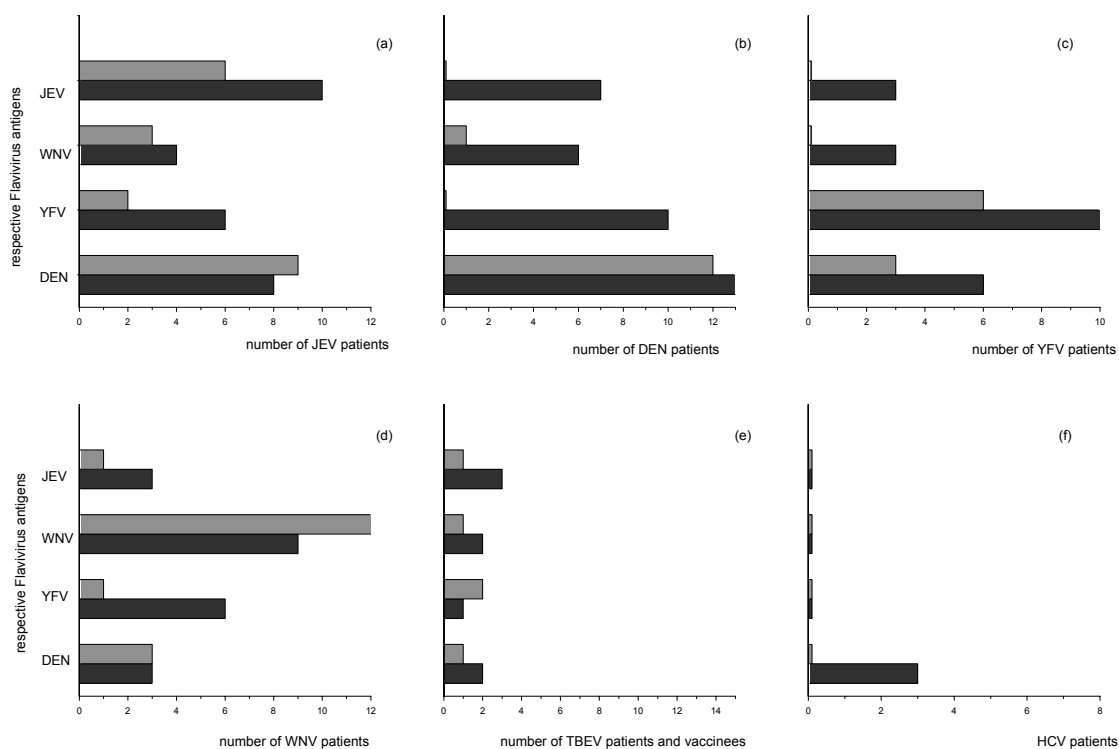 (a)
(b)
(c)
respective Flavivirus antigens
JEV
WNV
YFV
DEN
0 2 4 6 8 10 12
0 2 4 6 8 10 12
0 2 4 6 8 10
number of JEV patients
number of DEN patients
number of YFV patients
(d)
(e)
(f)
respective Flavivirus antigens
JEV
WNV
YFV
DEN
0 2 4 6 8 10 12
0 2 4 6 8 10 12 14
0 2 4 6 8
number of WNV patients
number of TBEV patients and vaccinees
HCV patients